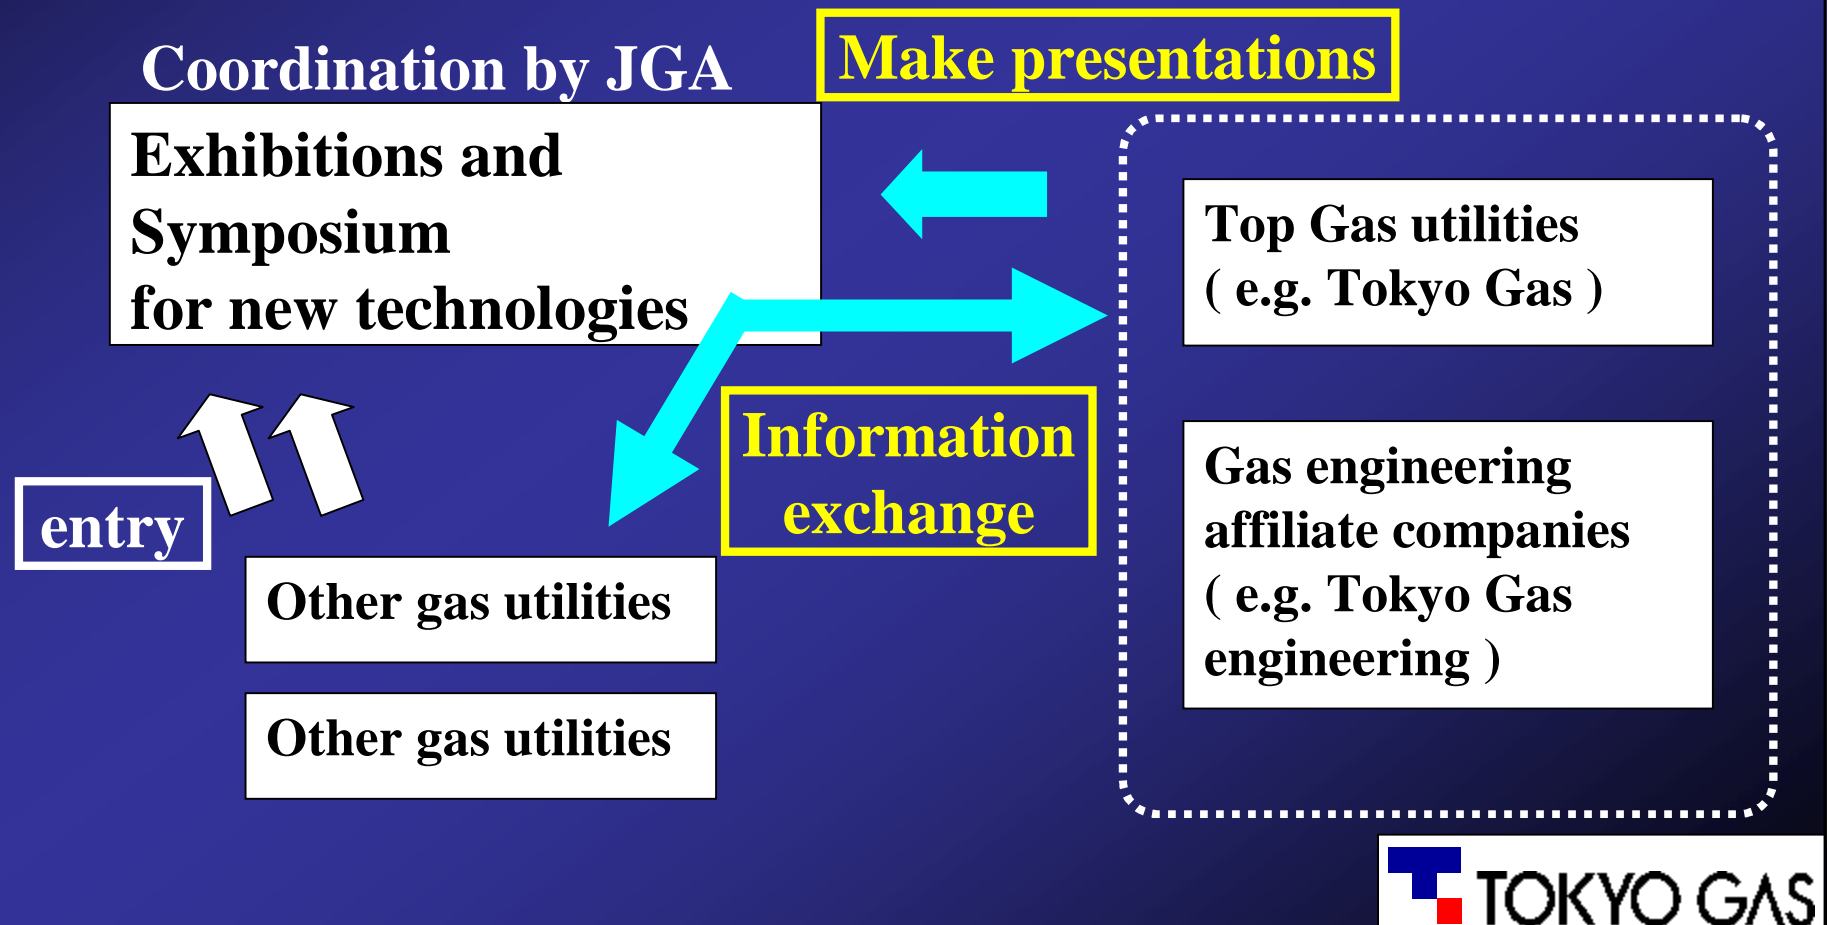 Coordination by JGA
Make presentations
Exhibitions and
Symposium
for new technologies
Top Gas utilities
( e.g. Tokyo Gas )
Information
exchange
Gas engineering
affiliate companies
( e.g. Tokyo Gas
engineering )
entry
Other gas utilities
Other gas utilities
TOKYO GAS